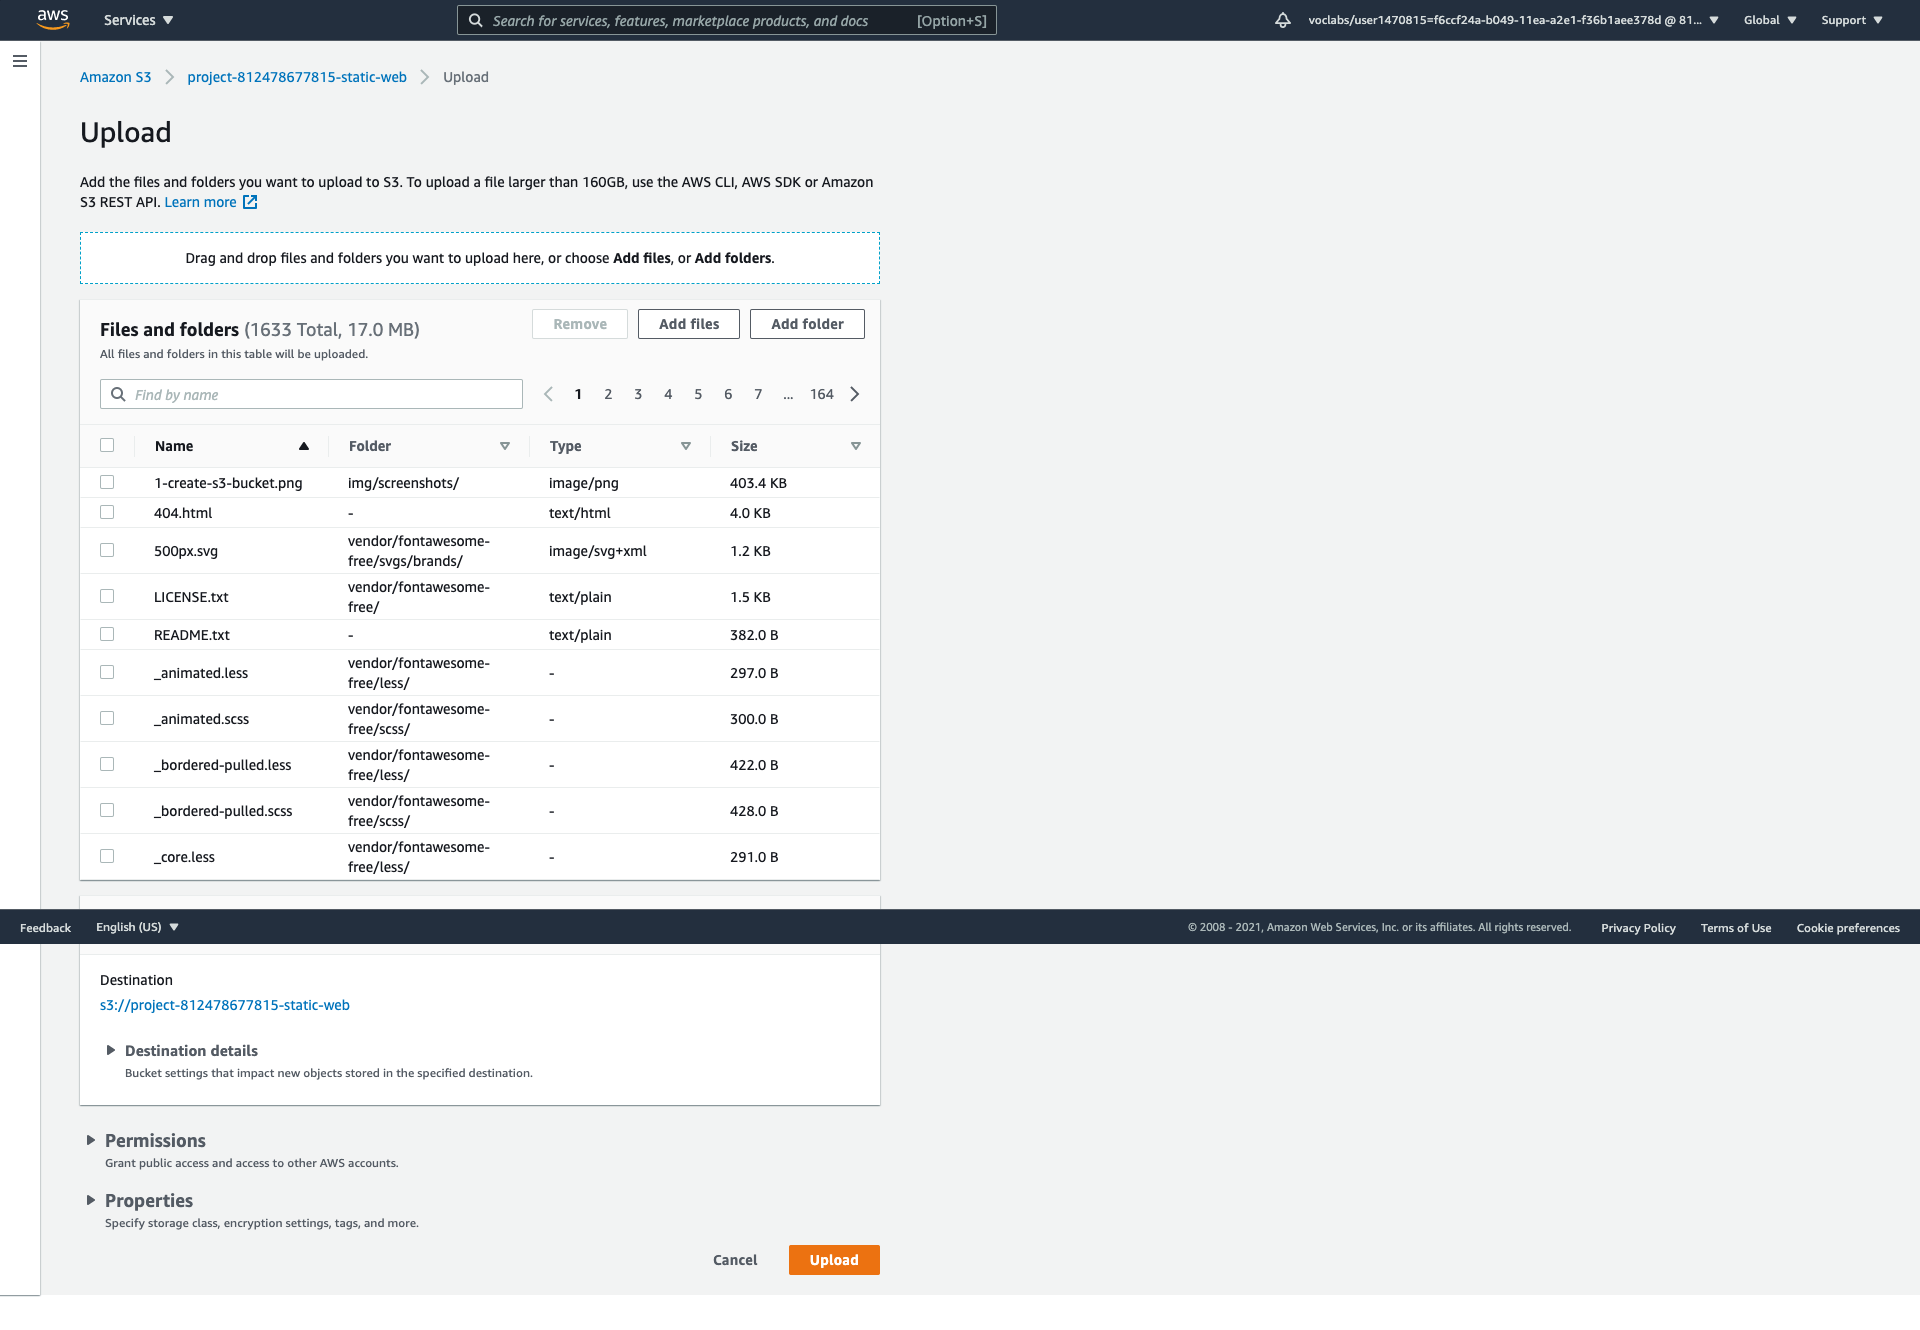 aws
Services
Search for services, features, marketplace products, and docs [Option+S]
voclabs/user1470815=f6ccf24a-b049-11ea-a2e1-f36b1aee378d @ 81...
Global
Support
Amazon S3
project-812478677815-static-web
Upload
Upload
Add the files and folders you want to upload to S3. To upload a file larger than 160GB, use the AWS CLI, AWS SDK or Amazon
S3 REST API. Learn more
Drag and drop files and folders you want to upload here, or choose Add files, or Add folders.
Files and folders (1633 Total, 17.0 MB)
Remove
Add files
Add folder
All files and folders in this table will be uploaded.
Find by name
1 2 3 4 5 6 7 ... 164
Name Folder Type Size
1-create-s3-bucket.png img/screenshots/ image/png 403.4 KB
404.html - text/html 4.0 KB
500px.svg vendor/fontawesome-
free/svgs/brands/ image/svg+xml 1.2 KB
LICENSE.txt vendor/fontawesome-
free/ text/plain 1.5 KB
README.txt - text/plain 382.0 B
_animated.less vendor/fontawesome-
free/less/ - 297.0 B
_animated.scss vendor/fontawesome-
free/scss/ - 300.0 B
_bordered-pulled.less vendor/fontawesome-
free/less/ - 422.0 B
_bordered-pulled.scss vendor/fontawesome-
free/scss/ - 428.0 B
_core.less vendor/fontawesome-
free/less/ - 291.0 B
Feedback
English (US)
© 2008 - 2021, Amazon Web Services, Inc. or its affiliates. All rights reserved.
Privacy Policy
Terms of Use
Cookie preferences
Destination
s3://project-812478677815-static-web
Destination details
Bucket settings that impact new objects stored in the specified destination.
Permissions
Grant public access and access to other AWS accounts.
Properties
Specify storage class, encryption settings, tags, and more.
Cancel
Upload